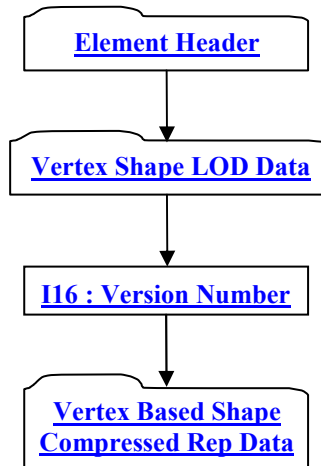 Element Header
Vertex Shape LOD Data
I16 : Version Number
Vertex Based Shape
Compressed Rep Data